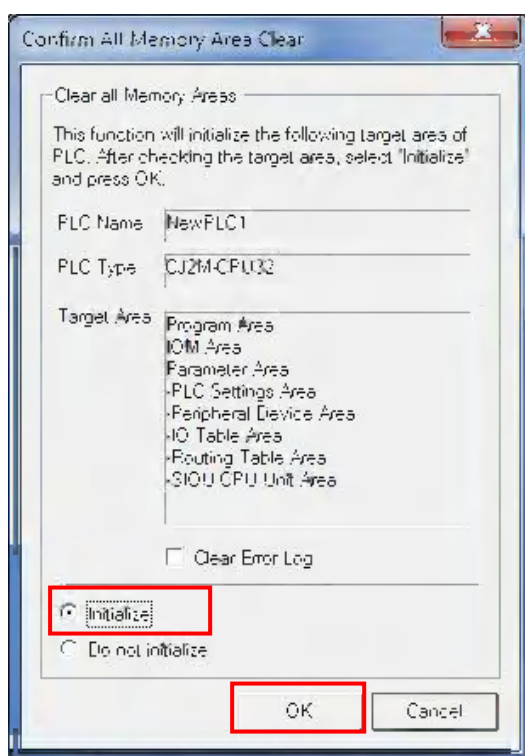 Confirm All Memory Area Clear
Clear all Memory Areas
This function will initialize the following target area of
PLC. After checking the target area, select "Initialize"
and press OK.
PLC Name NewPLC1
PLC Type CJ2M-CPU32
Target Area Program Area
IOM Area
Parameter Area
-PLC Settings Area
-Peripheral Device Area
-IO Table Area
-Routing Table Area
-SIOU CPU Unit Area
Clear Error Log
Initialize
Do not initialize
OK Cancel